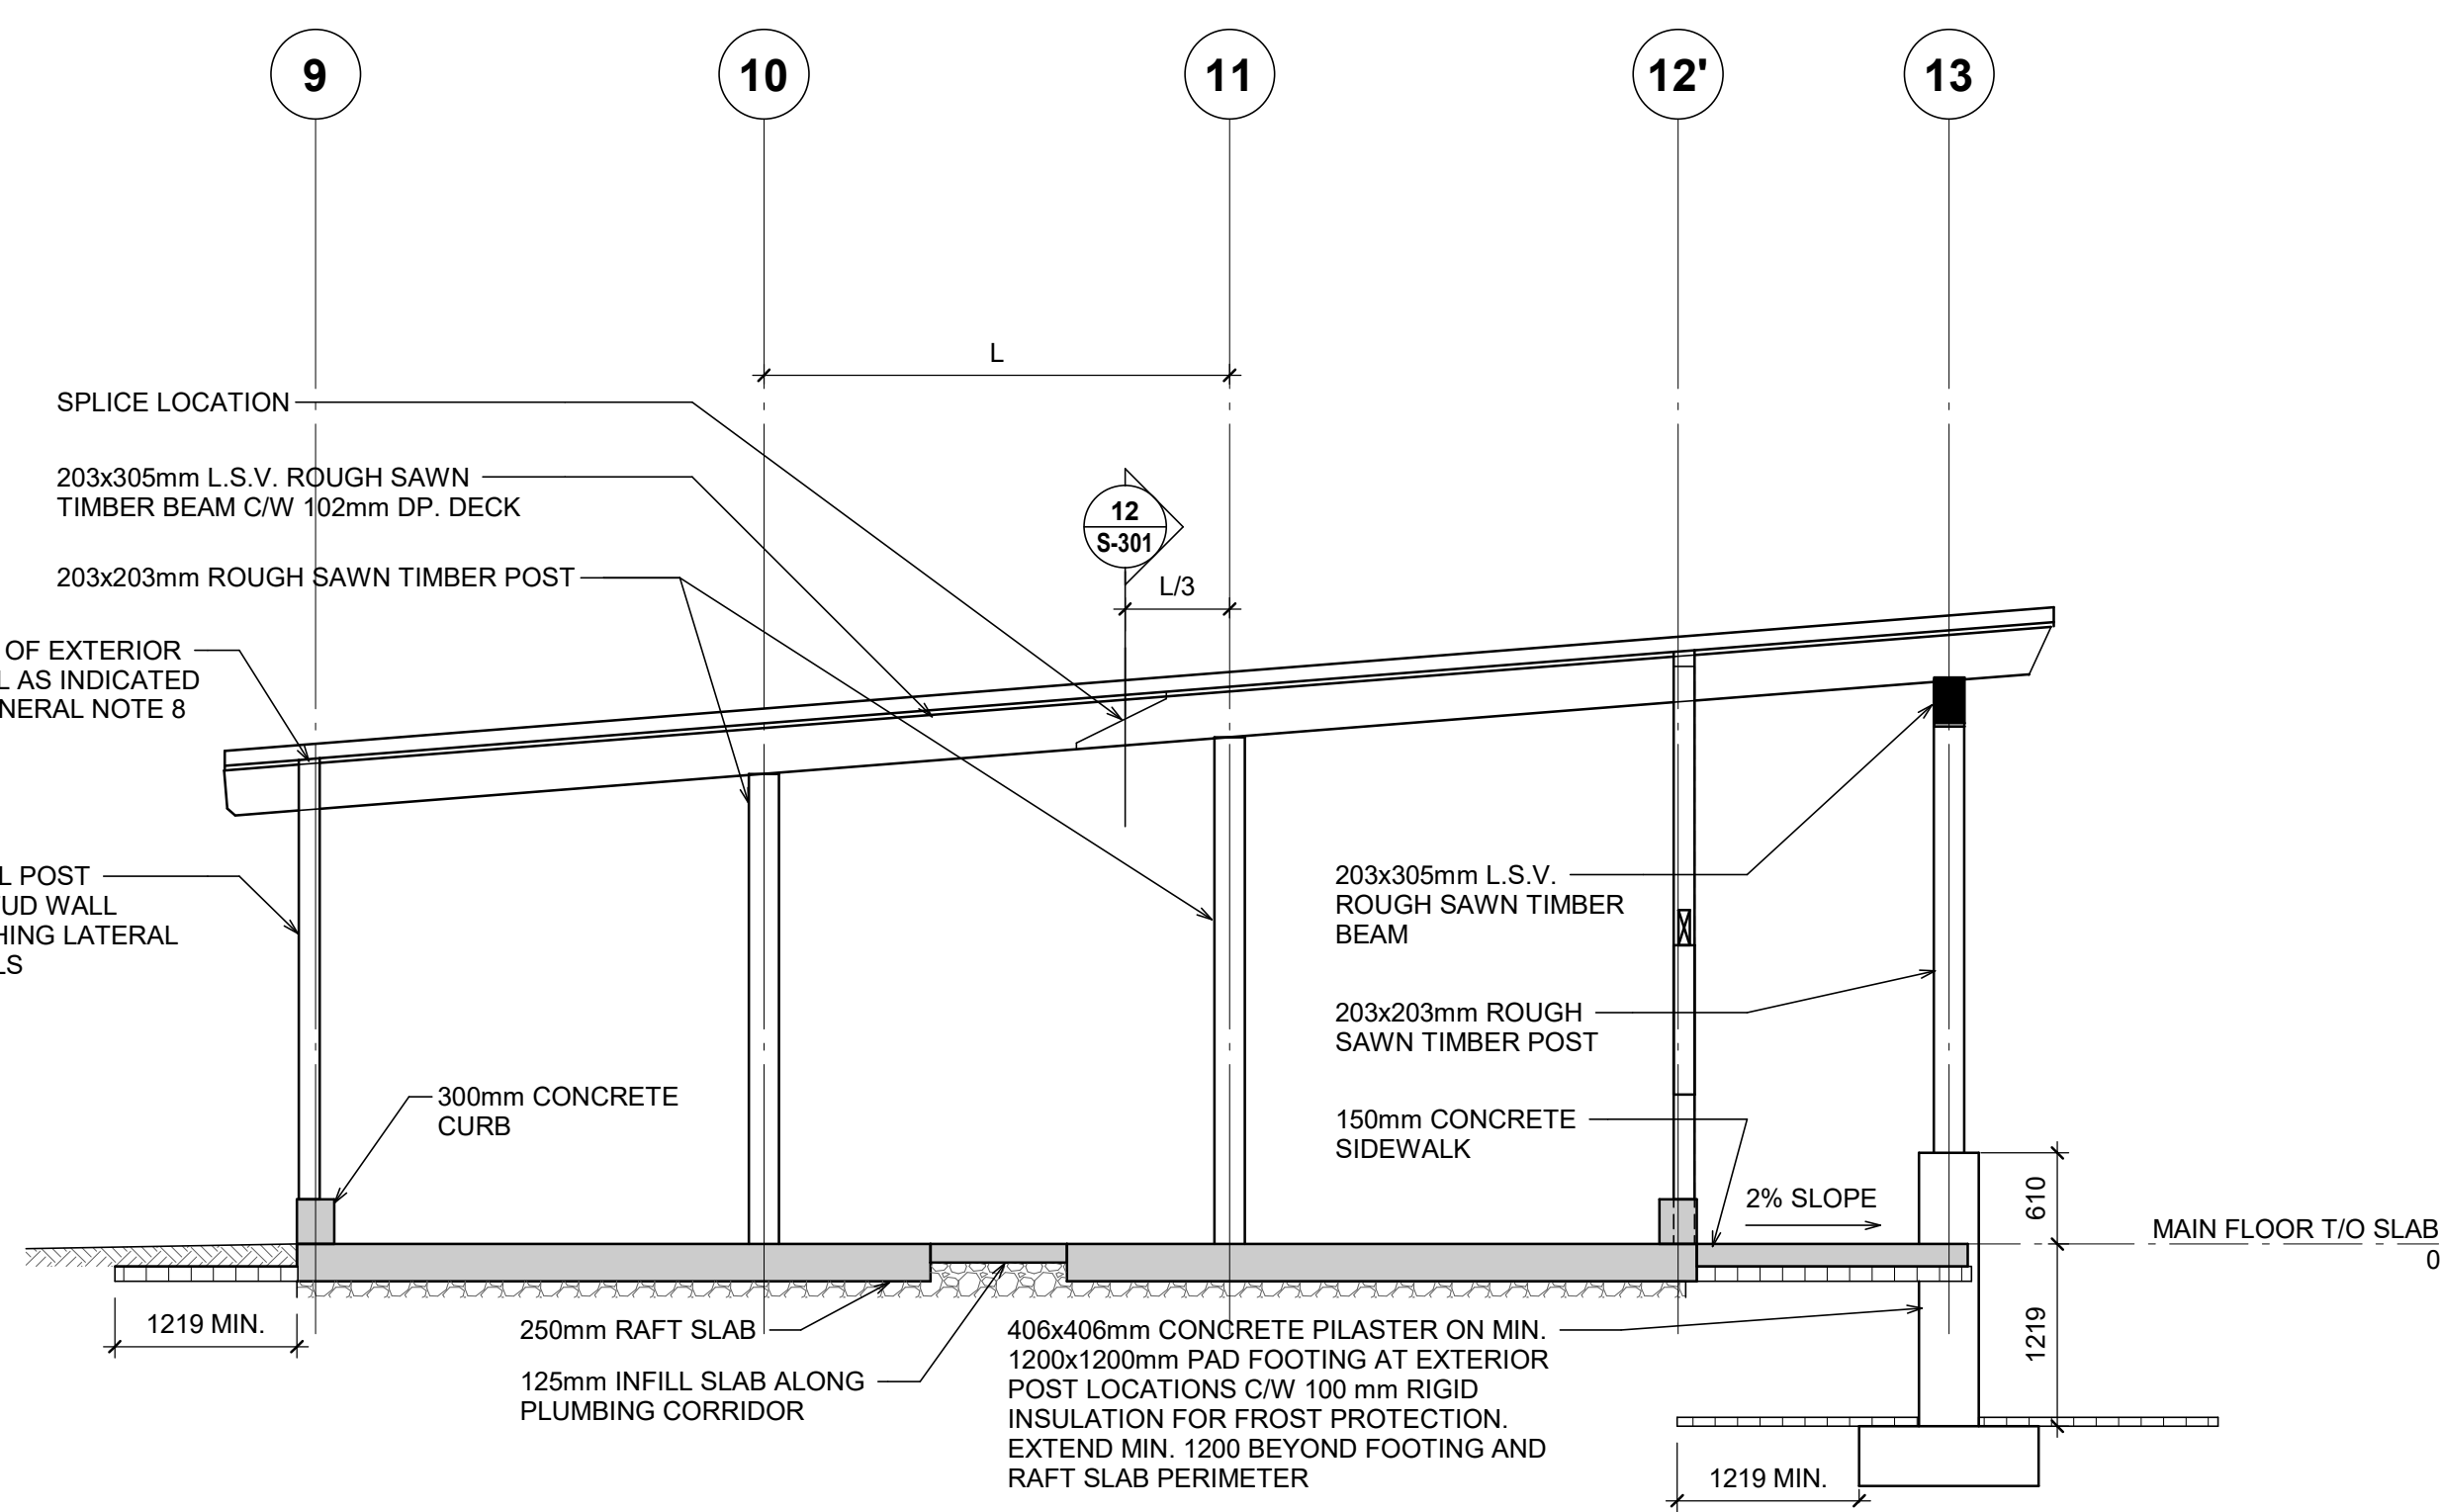 9
10
11
12'
13
L
SPLICE LOCATION
203x305mm L.S.V. ROUGH SAWN
TIMBER BEAM C/W 102mm DP. DECK
12
S-301
203x203mm ROUGH SAWN TIMBER POST
L/3
OF EXTERIOR
L AS INDICATED
NERAL NOTE 8
L POST
UD WALL
HING LATERAL
LS
203x305mm L.S.V.
ROUGH SAWN TIMBER
BEAM
203x203mm ROUGH
SAWN TIMBER POST
300mm CONCRETE
CURB
150mm CONCRETE
SIDEWALK
2% SLOPE
610
MAIN FLOOR T/O SLAB
0
1219 MIN.
250mm RAFT SLAB
125mm INFILL SLAB ALONG
PLUMBING CORRIDOR
406x406mm CONCRETE PILASTER ON MIN.
1200x1200mm PAD FOOTING AT EXTERIOR
POST LOCATIONS C/W 100 mm RIGID
INSULATION FOR FROST PROTECTION.
EXTEND MIN. 1200 BEYOND FOOTING AND
RAFT SLAB PERIMETER
1219
1219 MIN.